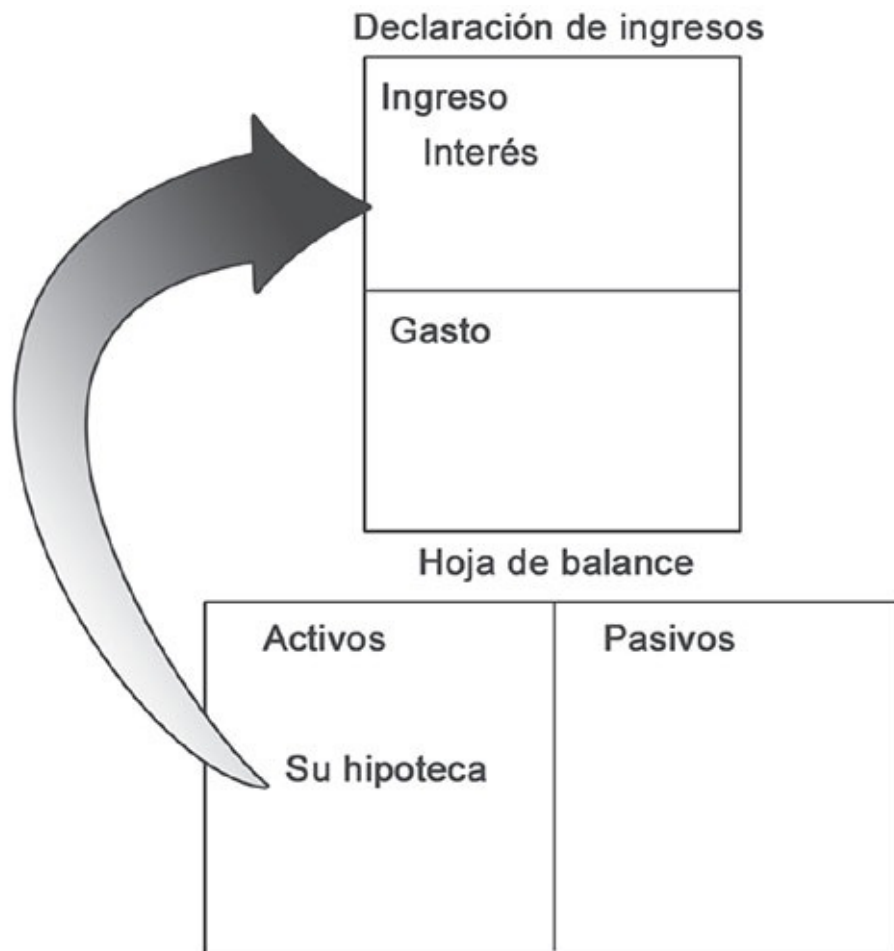 Declaración de ingresos
Ingreso
Interés
Gasto
Hoja de balance
Activos
Pasivos
Su hipoteca